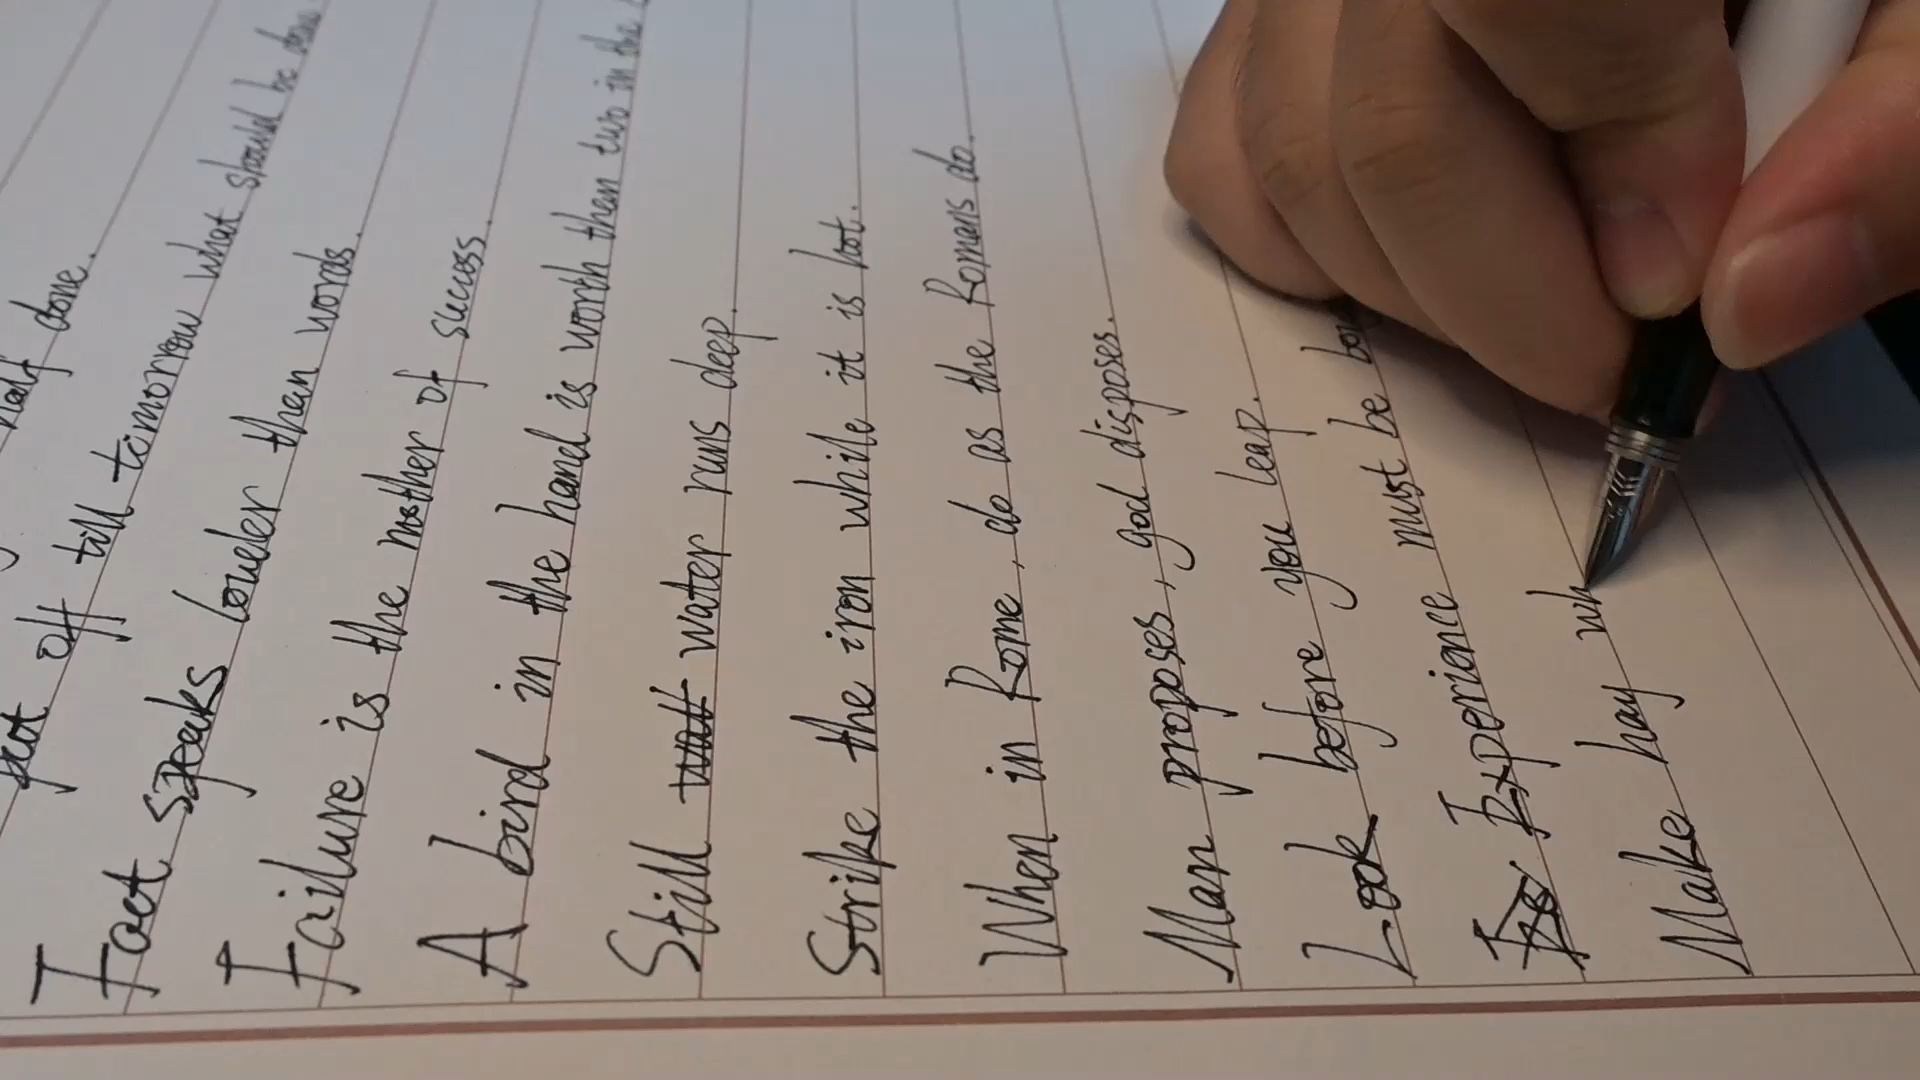 half done.
put off till tomorrow what should be done
Fact speaks louder than words.
Failure is the mother of success.
A bird in the hand is worth than two in the
Still wat water runs deep.
Strike the iron while it is hot.
When in Rome, do as the Romans do.
Man proposes, god disposes.
Look before you leap.
Experience must be bou
Make hay wh